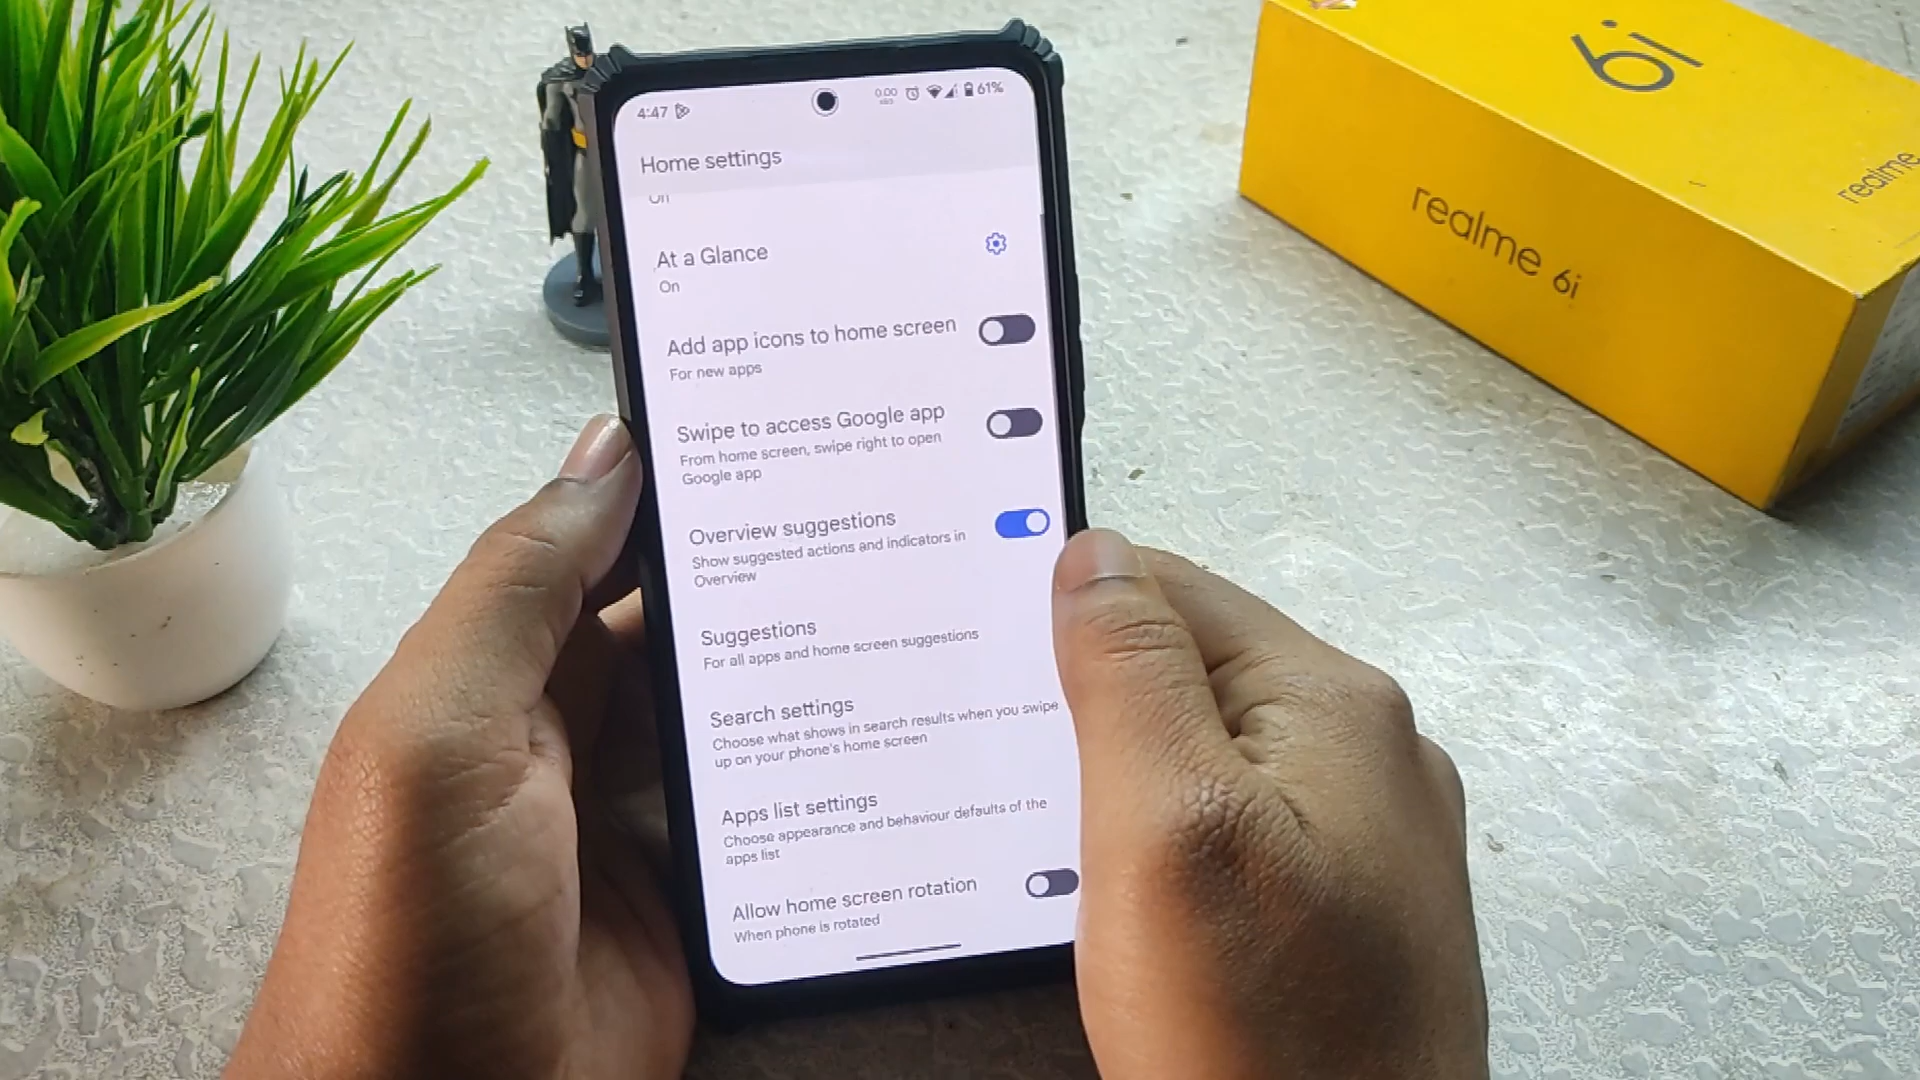 4:47
0.00
61%
Home settings
At a Glance
On
Add app icons to home screen
For new apps
Swipe to access Google app
From home screen, swipe right to open
Google app
Overview suggestions
Show suggested actions and indicators in
Overview
Suggestions
For all apps and home screen suggestions
Search settings
Choose what shows in search results when you swipe
up on your phone's home screen
Apps list settings
Choose appearance and behaviour defaults of the
apps list
Allow home screen rotation
When phone is rotated
6i
realme 6i
realme